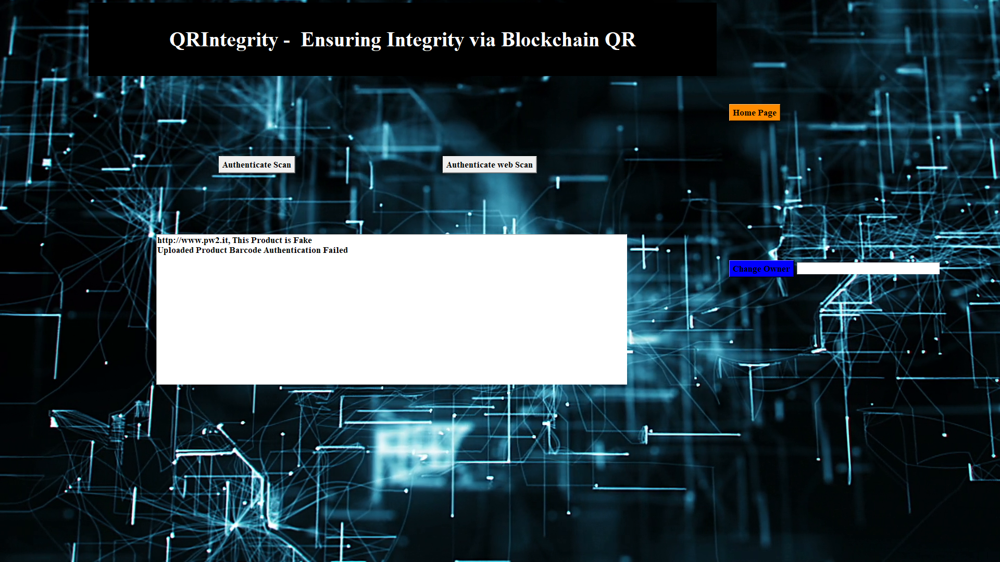 QRIntegrity -  Ensuring Integrity via Blockchain QR
Home Page
Authenticate Scan
Authenticate web Scan
http://www.pw2.it, This Product is Fake
Uploaded Product Barcode Authentication Failed
Change Owner